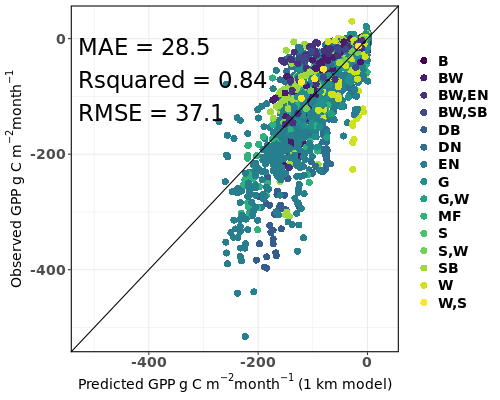 MAE = 28.5
Rsquared = 0.84
RMSE = 37.1
Observed GPP g C m⁻²month⁻¹
0
-200
-400
-400
-200
0
Predicted GPP g C m⁻²month⁻¹ (1 km model)
B
BW
BW,EN
BW,SB
DB
DN
EN
G
G,W
MF
S
S,W
SB
W
W,S